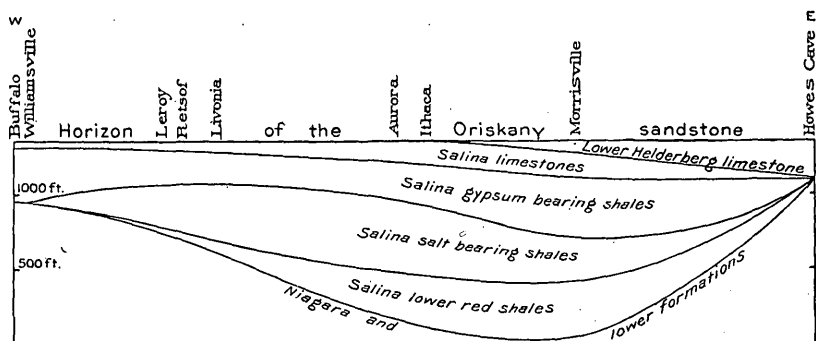 W
E
Buffalo
Williamsville
Leroy
Retsof
Livonia
Aurora
Ithaca
Morrisville
Howes Cave
Horizon of the Oriskany sandstone
Lower Helderberg limestone
Salina limestones
1000 ft.
Salina gypsum bearing shales
Salina salt bearing shales
500 ft.
Salina lower red shales
Niagara and lower formations